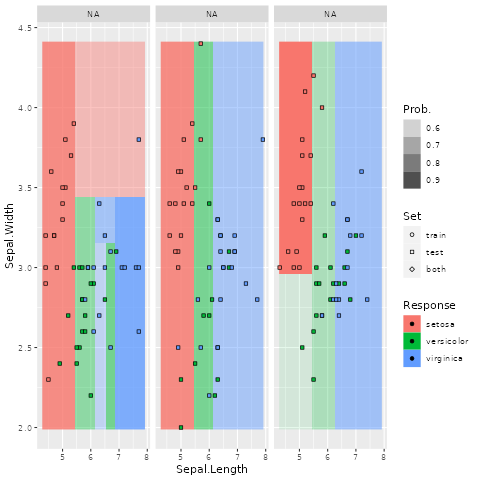 NA NA NA
4.5
4.0
3.5
3.0
2.5
2.0
Sepal.Width
5 6 7 8 5 6 7 8 5 6 7 8
Sepal.Length
Prob.
0.6
0.7
0.8
0.9
Set
train
test
both
Response
setosa
versicolor
virginica